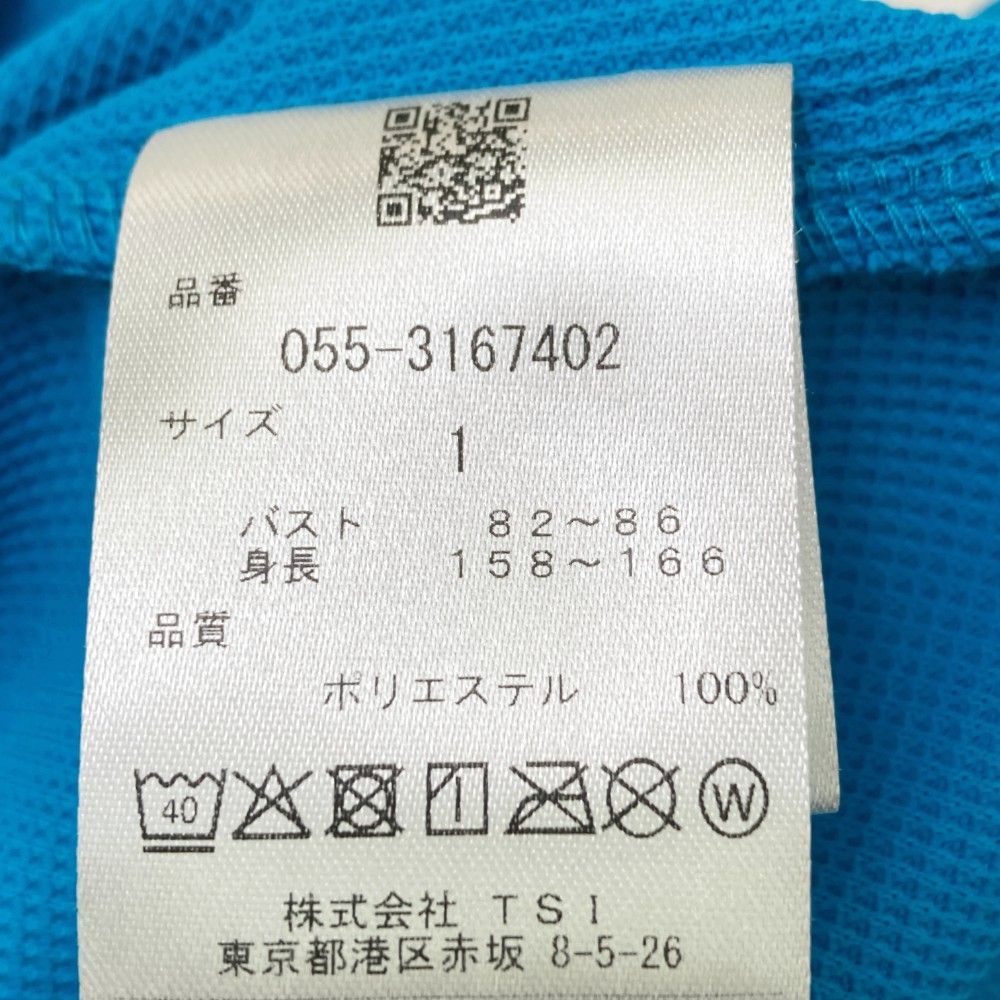 品番
055-3167402
サイズ
1
バスト 82～86
身長 158～166
品質
ポリエステル 100%
40 W
株式会社 TSI
東京都港区赤坂 8-5-26